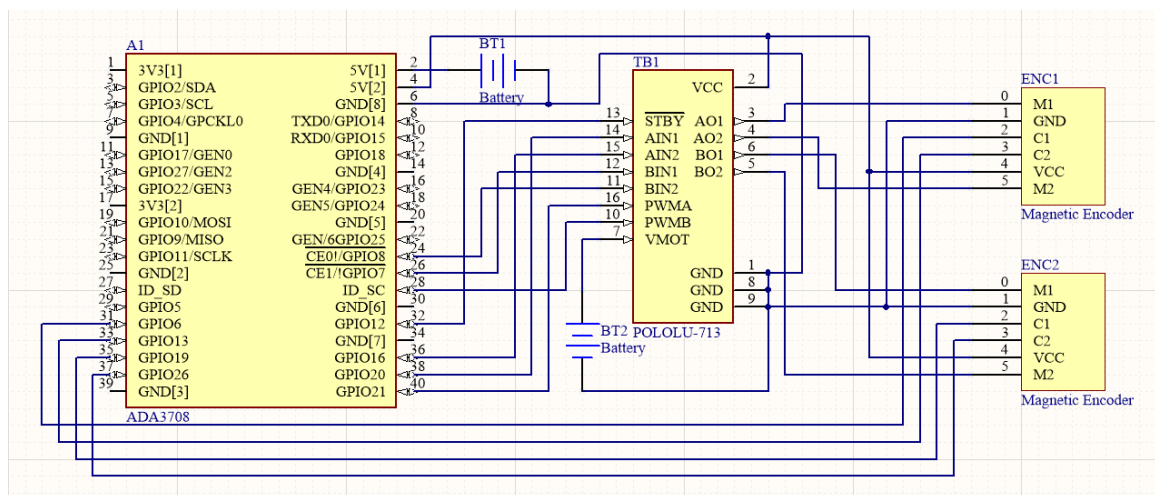 A1
1 3V3[1] 5V[1] 2
3 GPIO2/SDA 5V[2] 4
5 GPIO3/SCL GND[8] 6
7 GPIO4/GPCKL0 TXD0/GPIO14 8
9 GND[1] RXD0/GPIO15 10
11 GPIO17/GEN0 GPIO18 12
13 GPIO27/GEN2 GND[4] 14
15 GPIO22/GEN3 GEN4/GPIO23 16
17 3V3[2] GEN5/GPIO24 18
19 GPIO10/MOSI GND[5] 20
21 GPIO9/MISO GEN/6GPIO25 22
23 GPIO11/SCLK CE0!/GPIO8 24
25 GND[2] CE1/!GPIO7 26
27 ID_SD ID_SC 28
29 GPIO5 GND[6] 30
31 GPIO6 GPIO12 32
33 GPIO13 GND[7] 34
35 GPIO19 GPIO16 36
37 GPIO26 GPIO20 38
39 GND[3] GPIO21 40
ADA3708
BT1
Battery
TB1
VCC 2
13 STBY AO1 3
14 AIN1 AO2 4
15 AIN2 BO1 6
12 BIN1 BO2 5
11 BIN2
16 PWMA
10 PWMB
7 VMOT
GND 1
GND 8
GND 9
POLOLU-713
BT2
Battery
ENC1
0 M1
1 GND
2 C1
3 C2
4 VCC
5 M2
Magnetic Encoder
ENC2
0 M1
1 GND
2 C1
3 C2
4 VCC
5 M2
Magnetic Encoder